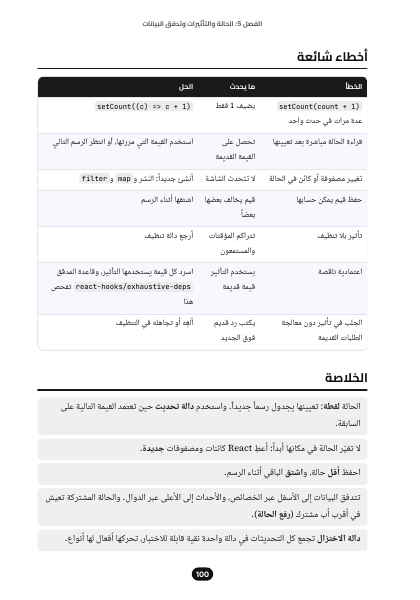 الفصل 5: الحالة والتأثيرات وتدفق البيانات
أخطاء شائعة
الخطأ ما يحدث الحل
setCount(count + 1) يضيف 1 فقط setCount((c) => c + 1)
عدة مرات في حدث واحد
قراءة الحالة مباشرة بعد تعيينها تحصل على استخدم القيمة التي مررتها، أو انتظر الرسم التالي
القيمة القديمة
تغيير مصفوفة أو كائن في الحالة لا تتحدث الشاشة أنشئ جديداً: النشر و map و filter
حفظ قيم يمكن حسابها قيم يخالف بعضها اشتقها أثناء الرسم
بعضاً
تأثير بلا تنظيف تتراكم المؤقتات أرجع دالة تنظيف
والمستمعون
اعتمادية ناقصة يستخدم التأثير اسرد كل قيمة يستخدمها التأثير، وقاعدة المدقق
قيمة قديمة react-hooks/exhaustive-deps تفحص
هذا
الجلب في تأثير دون معالجة يكتب رد قديم ألغِه أو تجاهله في التنظيف
الطلبات القديمة فوق الجديد
الخلاصة
الحالة لقطة: تعيينها يجدول رسماً جديداً. واستخدم دالة تحديث حين تعتمد القيمة التالية على
السابقة.
لا تغيّر الحالة في مكانها أبداً: أعطِ React كائنات ومصفوفات جديدة.
احفظ أقل حالة، واشتق الباقي أثناء الرسم.
تتدفق البيانات إلى الأسفل عبر الخصائص، والأحداث إلى الأعلى عبر الدوال. والحالة المشتركة تعيش
في أقرب أب مشترك (رفع الحالة).
دالة الاختزال تجمع كل التحديثات في دالة واحدة نقية قابلة للاختبار، تحركها أفعال لها أنواع.
100